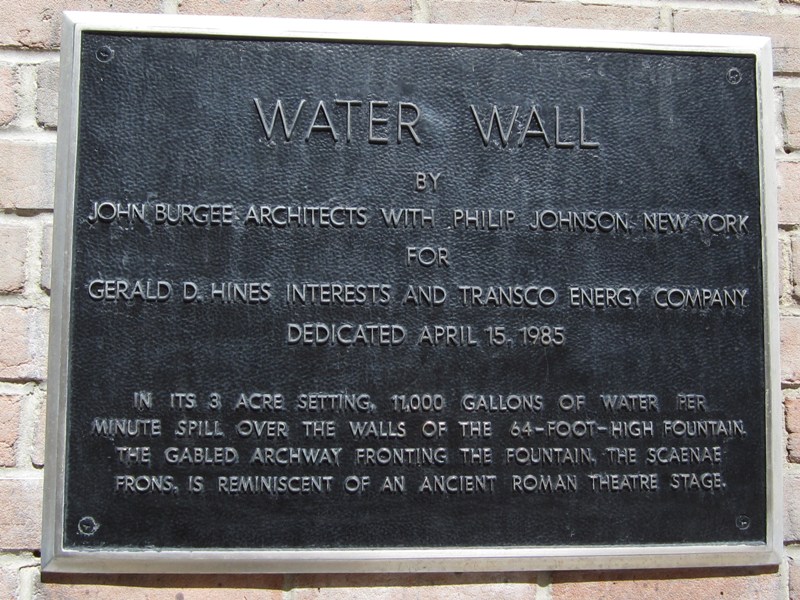 WATER WALL
BY
JOHN BURGEE ARCHITECTS WITH PHILIP JOHNSON, NEW YORK
FOR
GERALD D. HINES INTERESTS AND TRANSCO ENERGY COMPANY
DEDICATED APRIL 15, 1985
IN ITS 3 ACRE SETTING, 11,000 GALLONS OF WATER PER
MINUTE SPILL OVER THE WALLS OF THE 64-FOOT-HIGH FOUNTAIN.
THE GABLED ARCHWAY FRONTING THE FOUNTAIN, THE SCAENAE
FRONS, IS REMINISCENT OF AN ANCIENT ROMAN THEATRE STAGE.